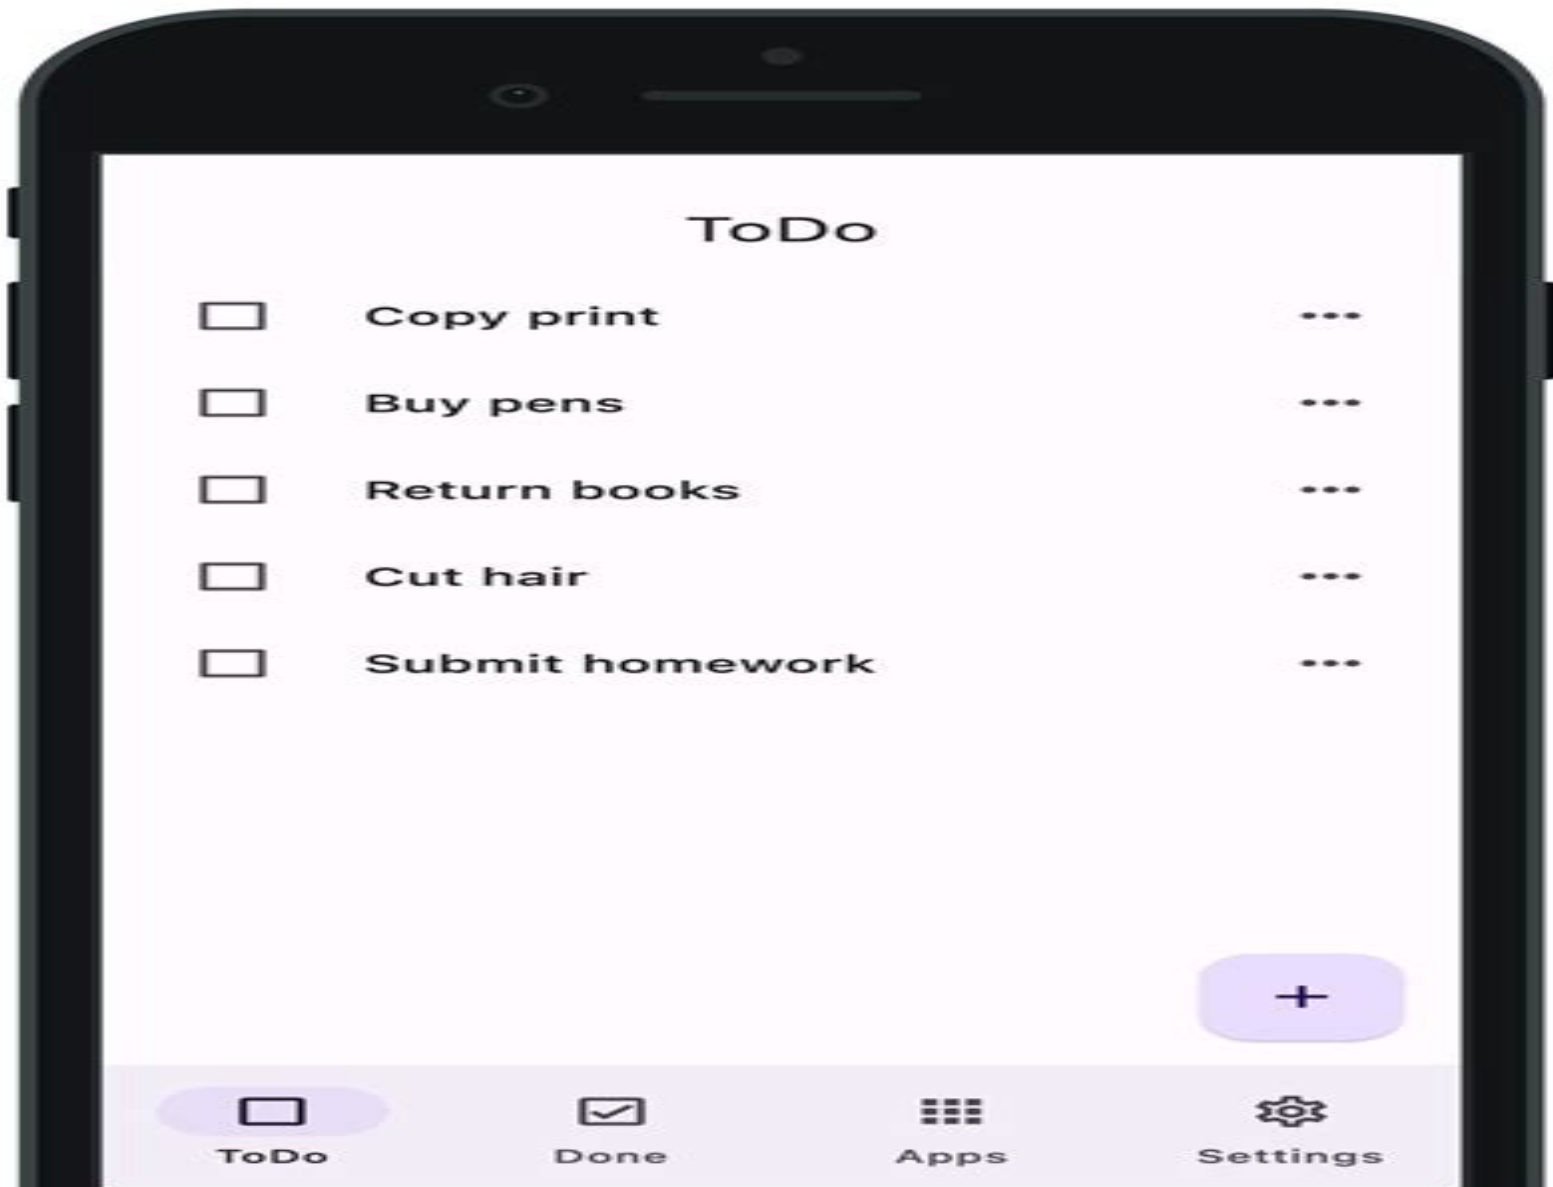 ToDo
Copy print
Buy pens
Return books
Cut hair
Submit homework
ToDo
Done
Apps
Settings